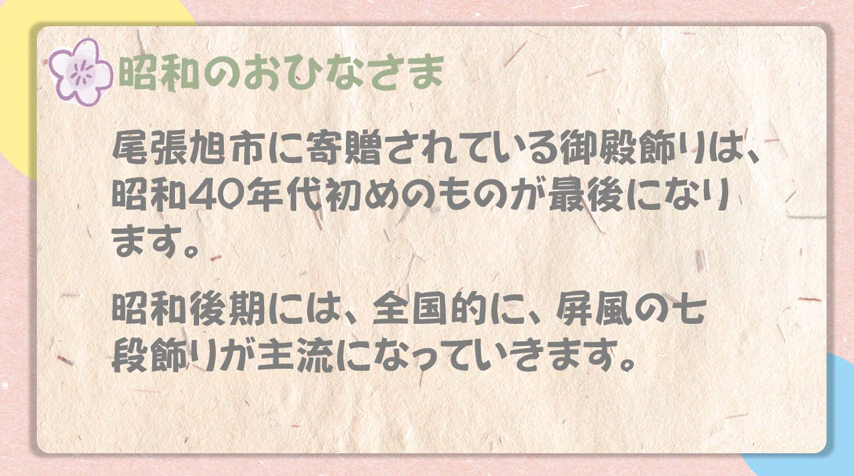 昭和のおひなさま
尾張旭市に寄贈されている御殿飾りは、
昭和40年代初めのものが最後になり
ます。
昭和後期には、全国的に、屏風の七
段飾りが主流になっていきます。